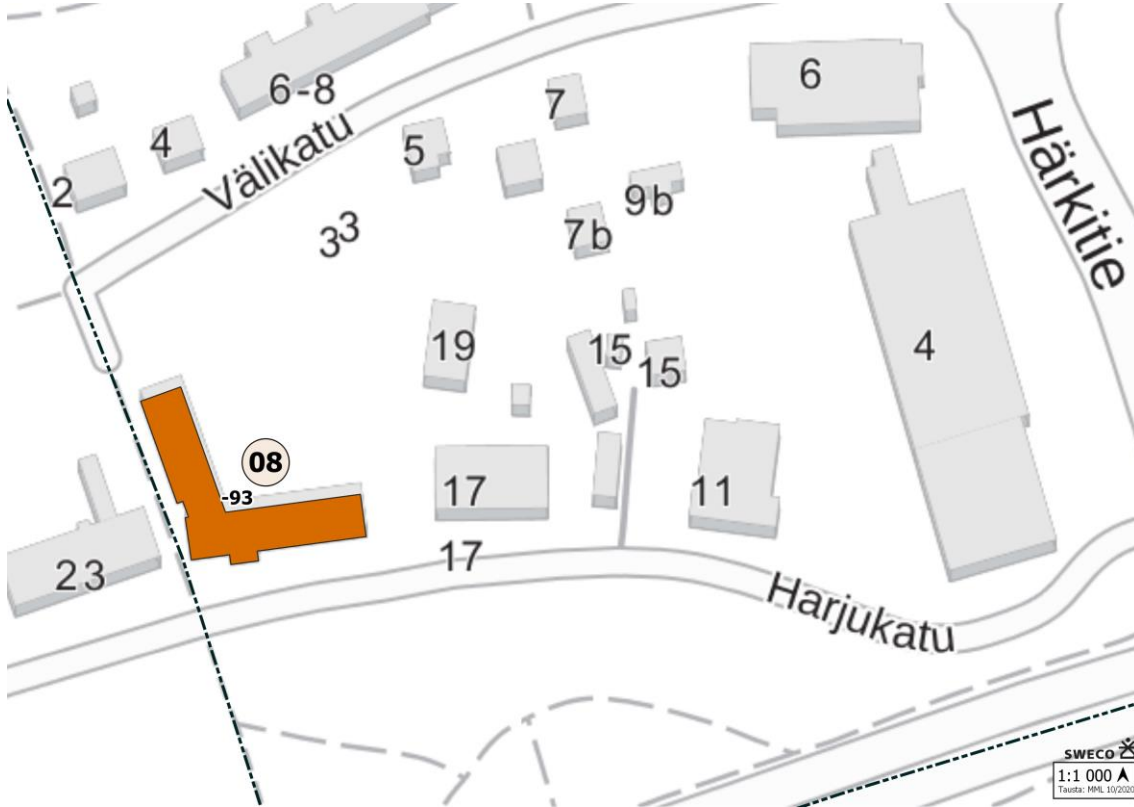 6-8
6
7
4
5
2
Välikatu
9b
33
7b
Härkitie
19
15
15
4
08
-93
17
11
23
17
Harjukatu
SWECO
1:1 000
Tausta: MML 10/2020